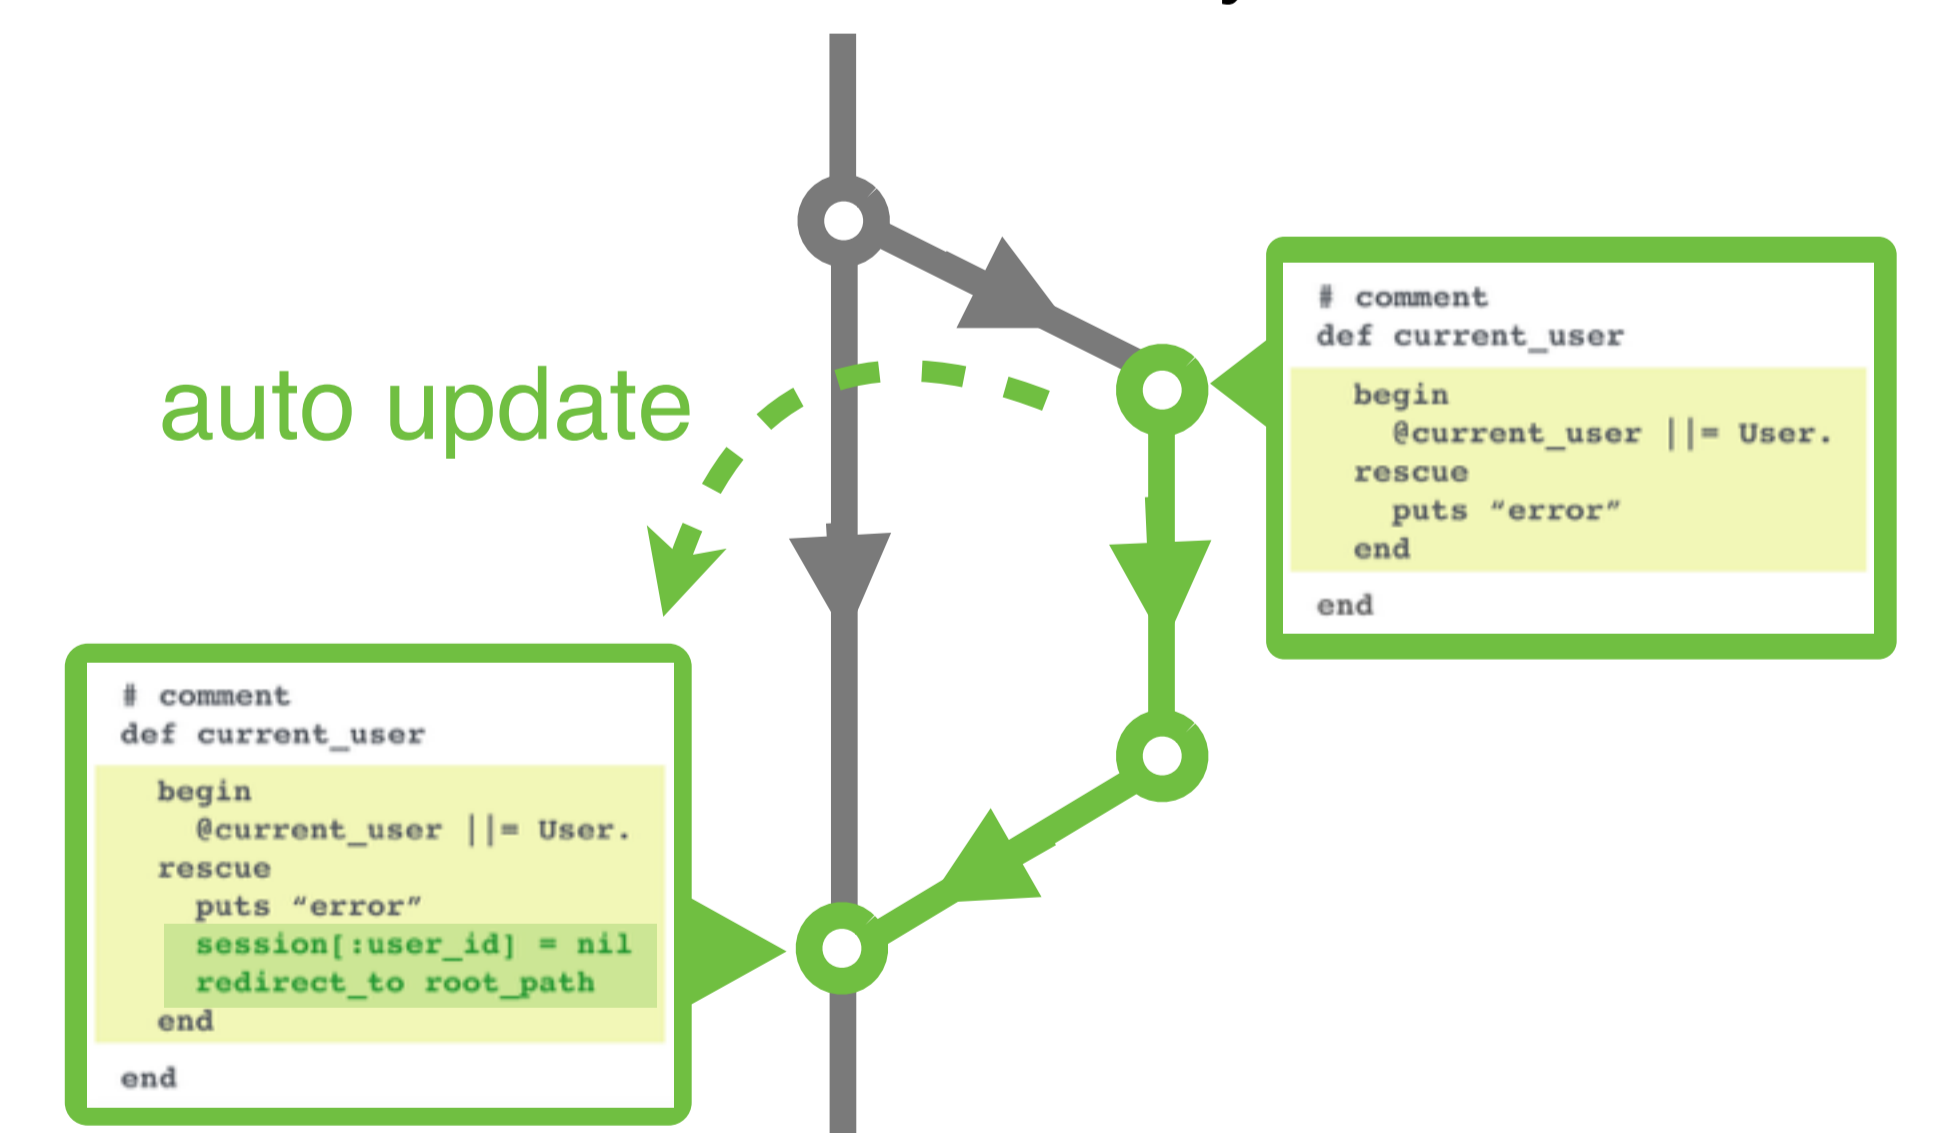 auto update
# comment
def current_user
begin
@current_user ||= User.
rescue
puts “error”
end
end
# comment
def current_user
begin
@current_user ||= User.
rescue
puts “error”
session[:user_id] = nil
redirect_to root_path
end
end